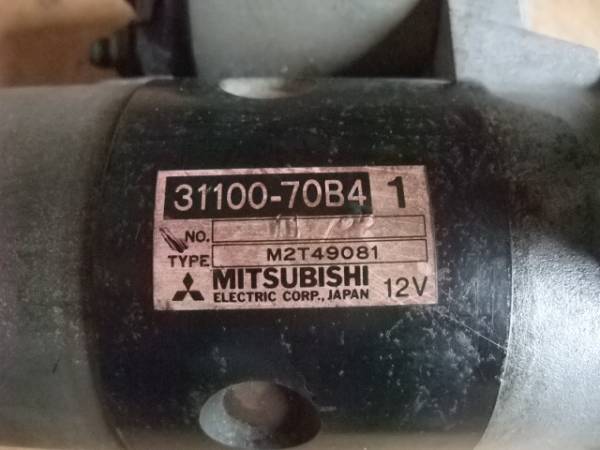 31100-70B4 1
NO.
TYPE M2T49081
MITSUBISHI
ELECTRIC CORP., JAPAN 12V